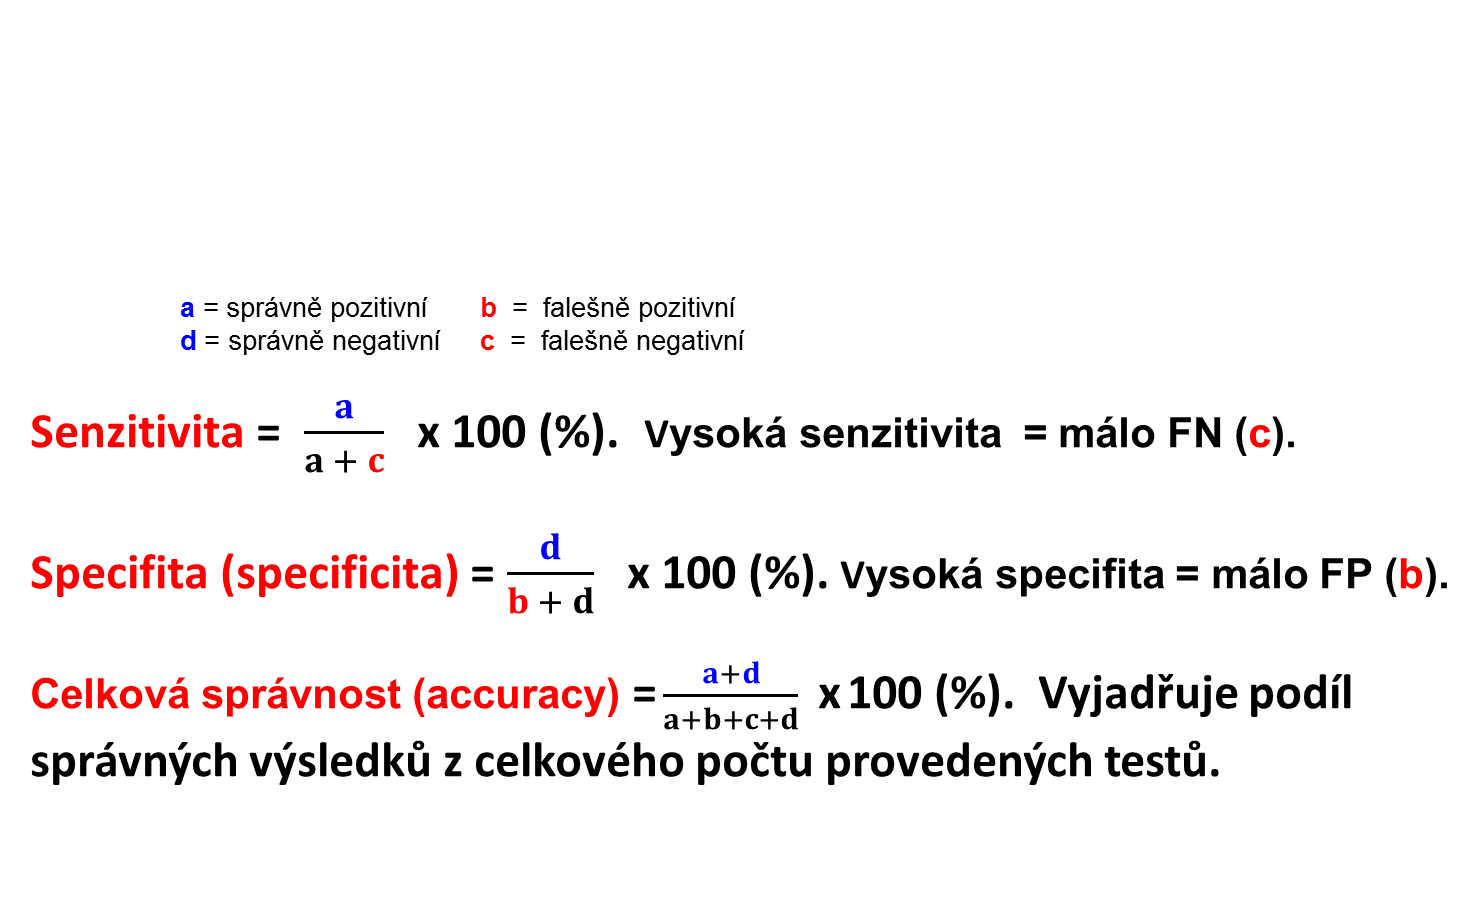 a = správně pozitivní b = falešně pozitivní
d = správně negativní c = falešně negativní
Senzitivita = a / a + c x 100 (%). Vysoká senzitivita = málo FN (c).
Specifita (specificita) = d / b + d x 100 (%). Vysoká specifita = málo FP (b).
Celková správnost (accuracy) = a+d / a+b+c+d x 100 (%). Vyjadřuje podíl
správných výsledků z celkového počtu provedených testů.